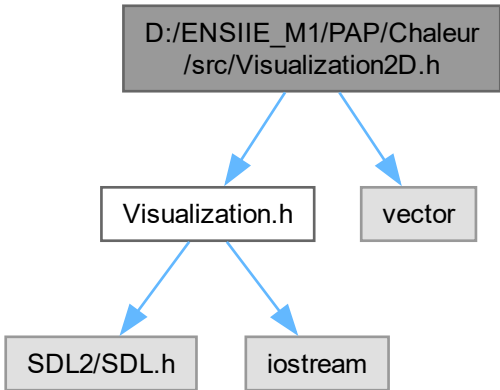 D:/ENSIIE_M1/PAP/Chaleur
/src/Visualization2D.h
Visualization.h
vector
SDL2/SDL.h
iostream